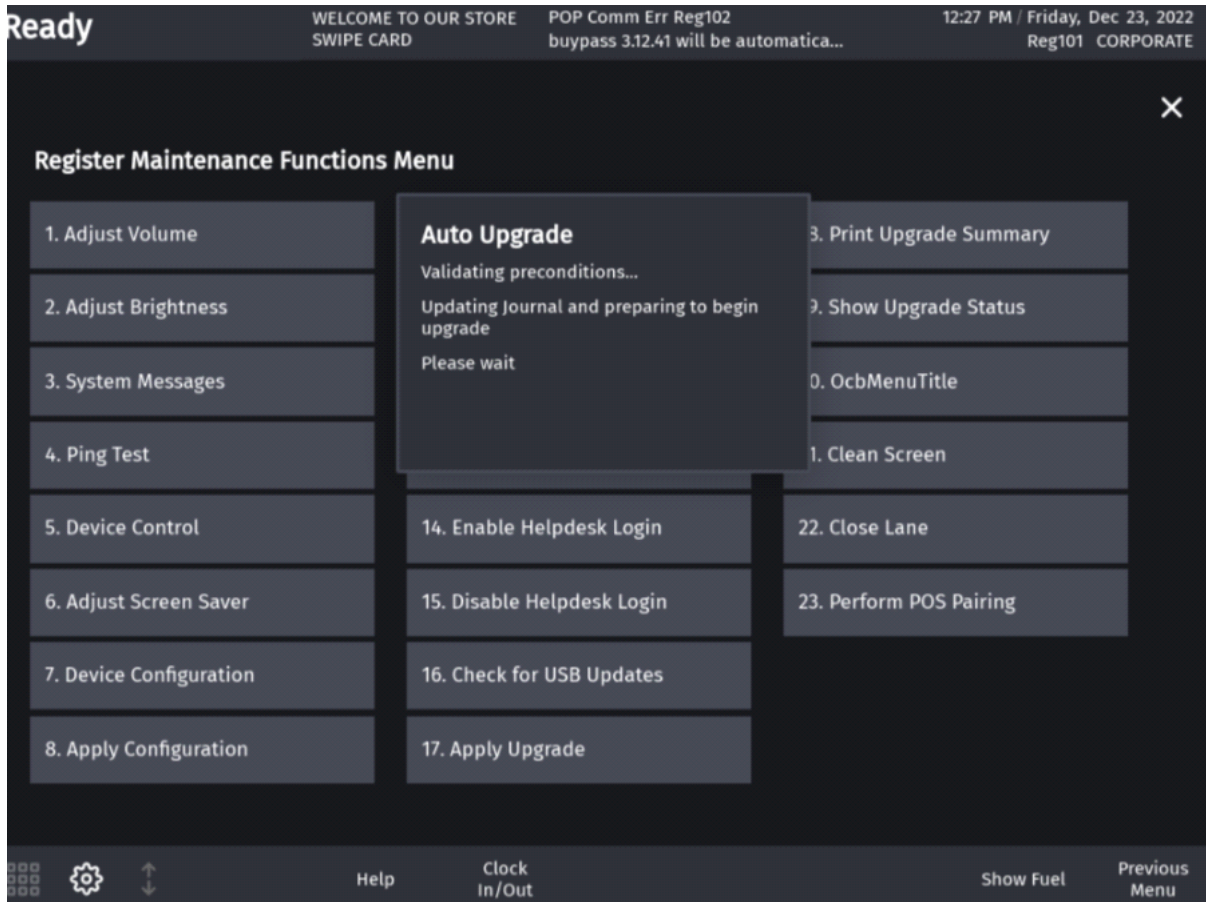 Ready
WELCOME TO OUR STORE
SWIPE CARD
POP Comm Err Reg102
buypass 3.12.41 will be automatica...
12:27 PM / Friday, Dec 23, 2022
Reg101 CORPORATE
Register Maintenance Functions Menu
1. Adjust Volume
2. Adjust Brightness
3. System Messages
4. Ping Test
5. Device Control
6. Adjust Screen Saver
7. Device Configuration
8. Apply Configuration
Auto Upgrade
Validating preconditions...
Updating Journal and preparing to begin
upgrade
Please wait
14. Enable Helpdesk Login
15. Disable Helpdesk Login
16. Check for USB Updates
17. Apply Upgrade
8. Print Upgrade Summary
9. Show Upgrade Status
0. OcbMenuTitle
1. Clean Screen
22. Close Lane
23. Perform POS Pairing
Help
Clock
In/Out
Show Fuel
Previous
Menu